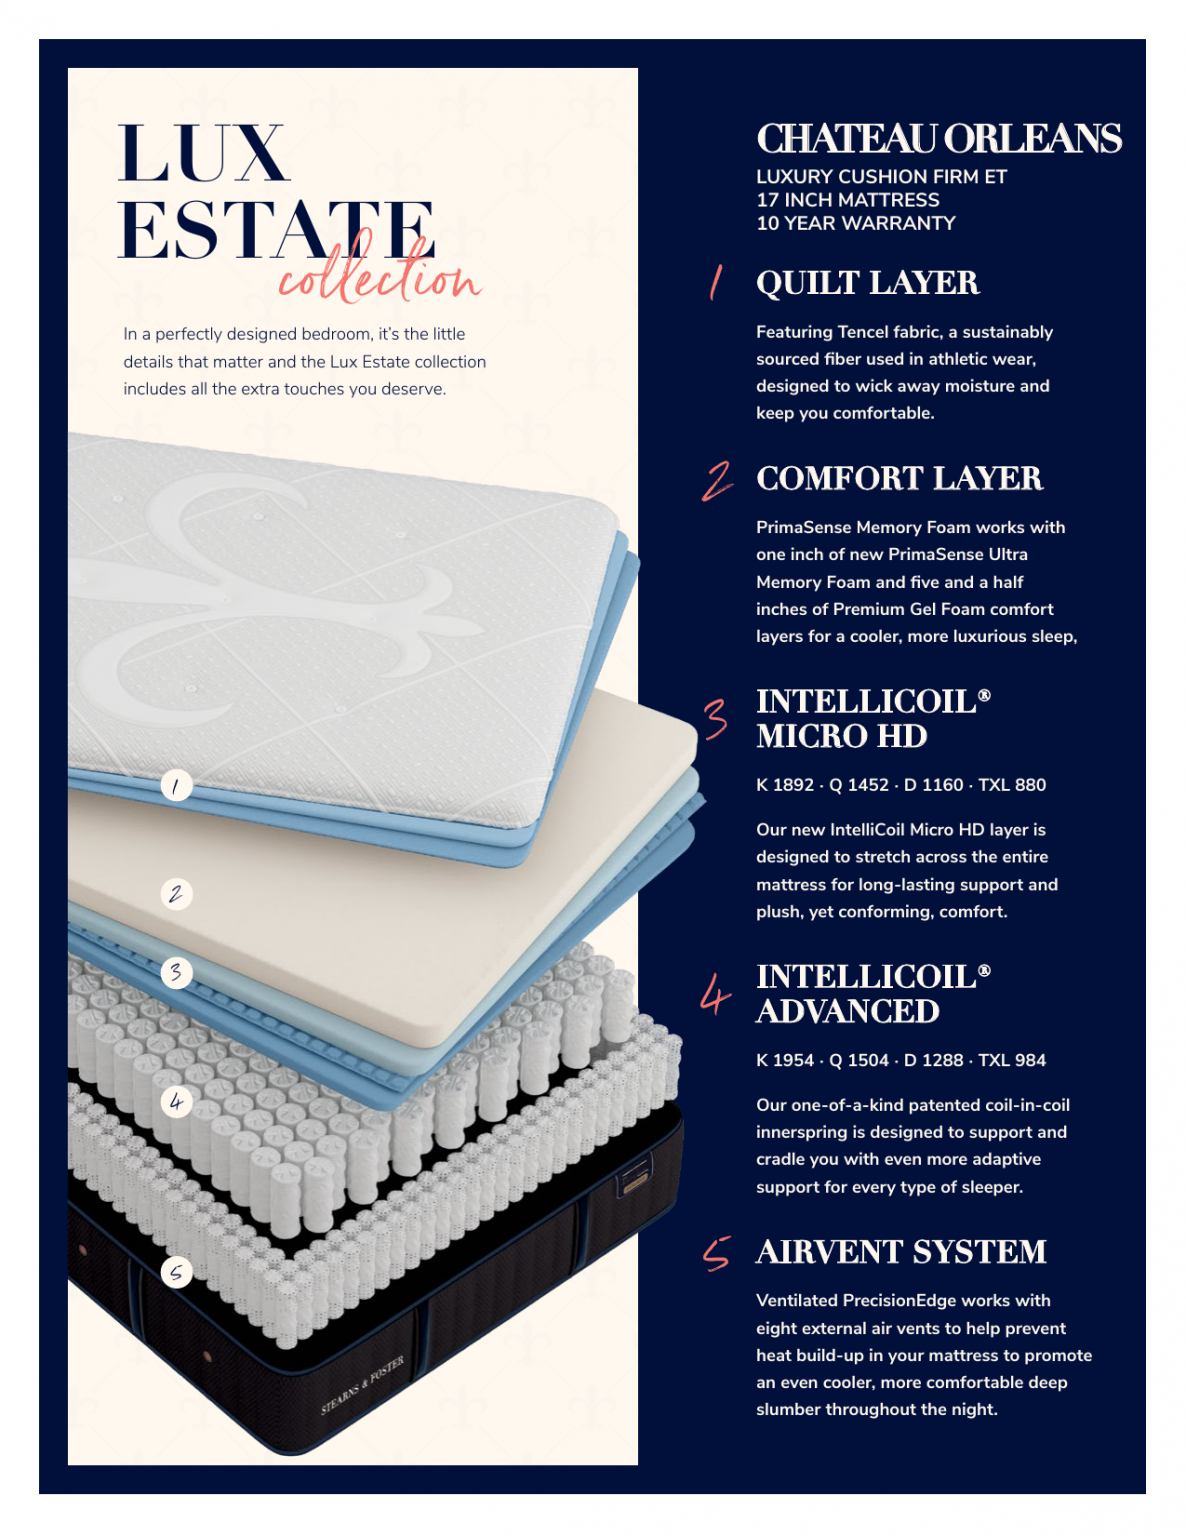 LUX
ESTATE
collection
In a perfectly designed bedroom, it's the little
details that matter and the Lux Estate collection
includes all the extra touches you deserve.
1
2
3
4
5
STEARNS & FOSTER
CHATEAU ORLEANS
LUXURY CUSHION FIRM ET
17 INCH MATTRESS
10 YEAR WARRANTY
1 QUILT LAYER
Featuring Tencel fabric, a sustainably
sourced fiber used in athletic wear,
designed to wick away moisture and
keep you comfortable.
2 COMFORT LAYER
PrimaSense Memory Foam works with
one inch of new PrimaSense Ultra
Memory Foam and five and a half
inches of Premium Gel Foam comfort
layers for a cooler, more luxurious sleep,
3 INTELLICOIL®
MICRO HD
K 1892 · Q 1452 · D 1160 · TXL 880
Our new IntelliCoil Micro HD layer is
designed to stretch across the entire
mattress for long-lasting support and
plush, yet conforming, comfort.
4 INTELLICOIL®
ADVANCED
K 1954 · Q 1504 · D 1288 · TXL 984
Our one-of-a-kind patented coil-in-coil
innerspring is designed to support and
cradle you with even more adaptive
support for every type of sleeper.
5 AIRVENT SYSTEM
Ventilated PrecisionEdge works with
eight external air vents to help prevent
heat build-up in your mattress to promote
an even cooler, more comfortable deep
slumber throughout the night.